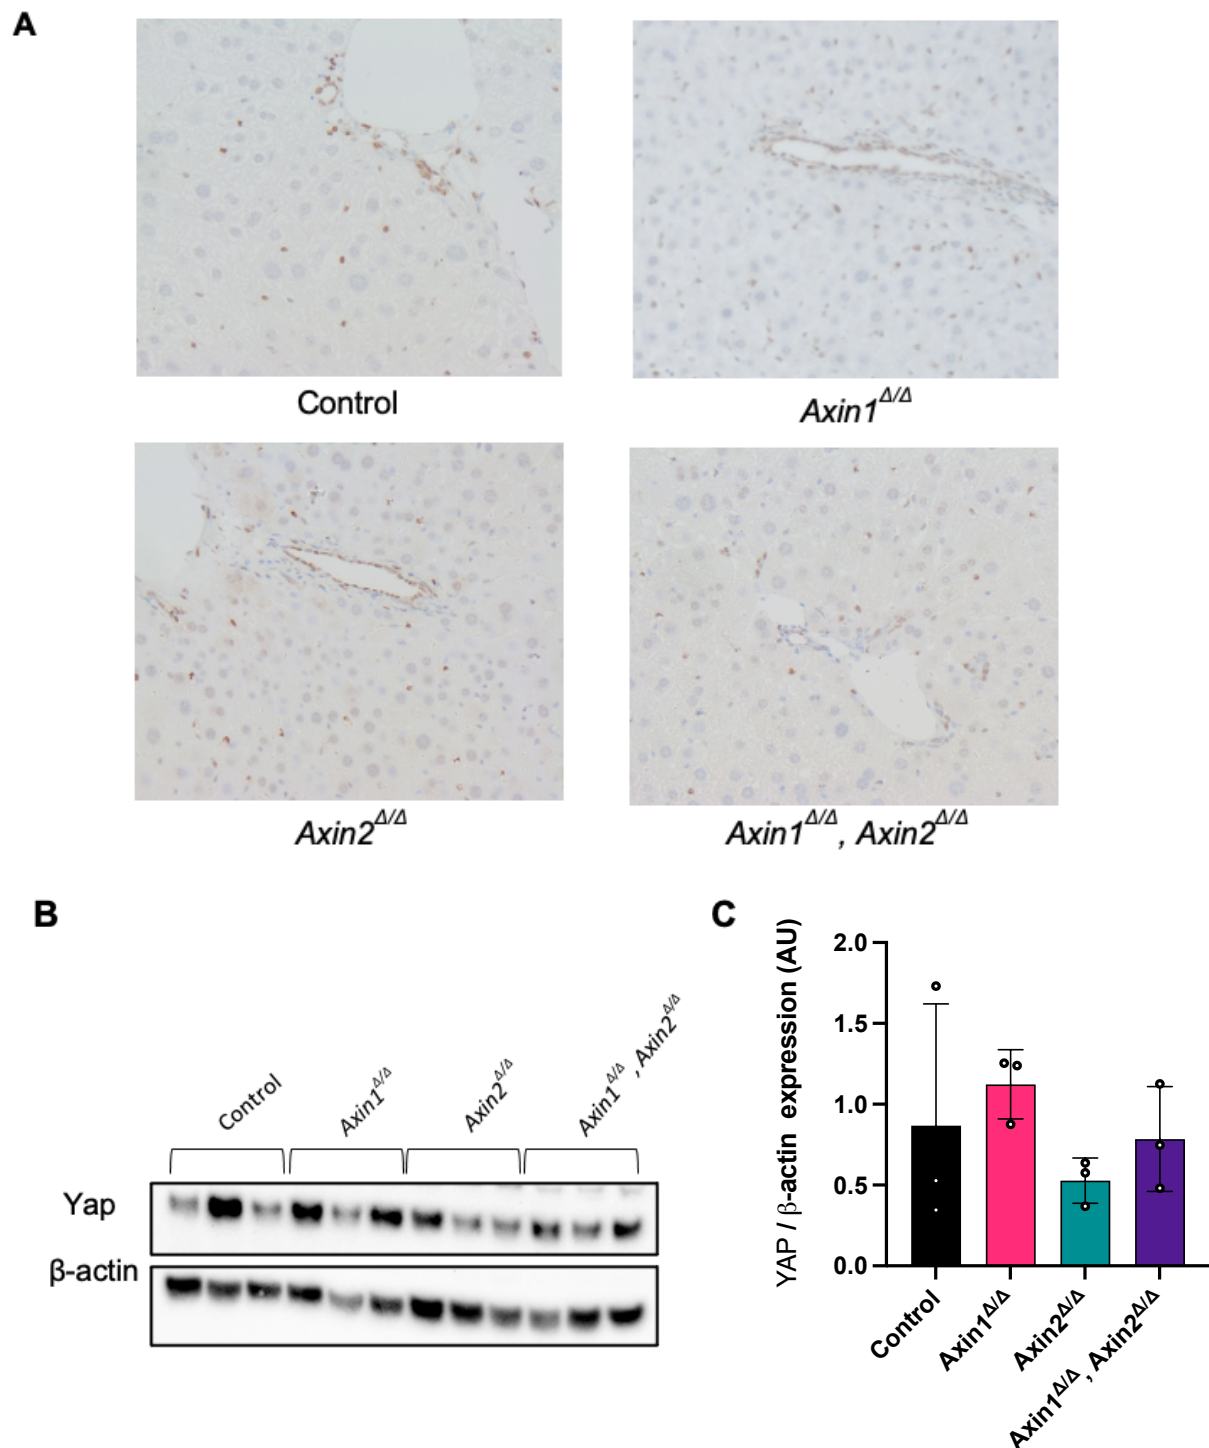 A
Control
Axin1Δ/Δ
Axin2Δ/Δ
Axin1Δ/Δ, Axin2Δ/Δ
B
Control
Axin1Δ/Δ
Axin2Δ/Δ
Axin1Δ/Δ, Axin2Δ/Δ
Yap
β-actin
C
YAP / β-actin expression (AU)
2.0
1.5
1.0
0.5
0.0
Control
Axin1Δ/Δ
Axin2Δ/Δ
Axin1Δ/Δ, Axin2Δ/Δ